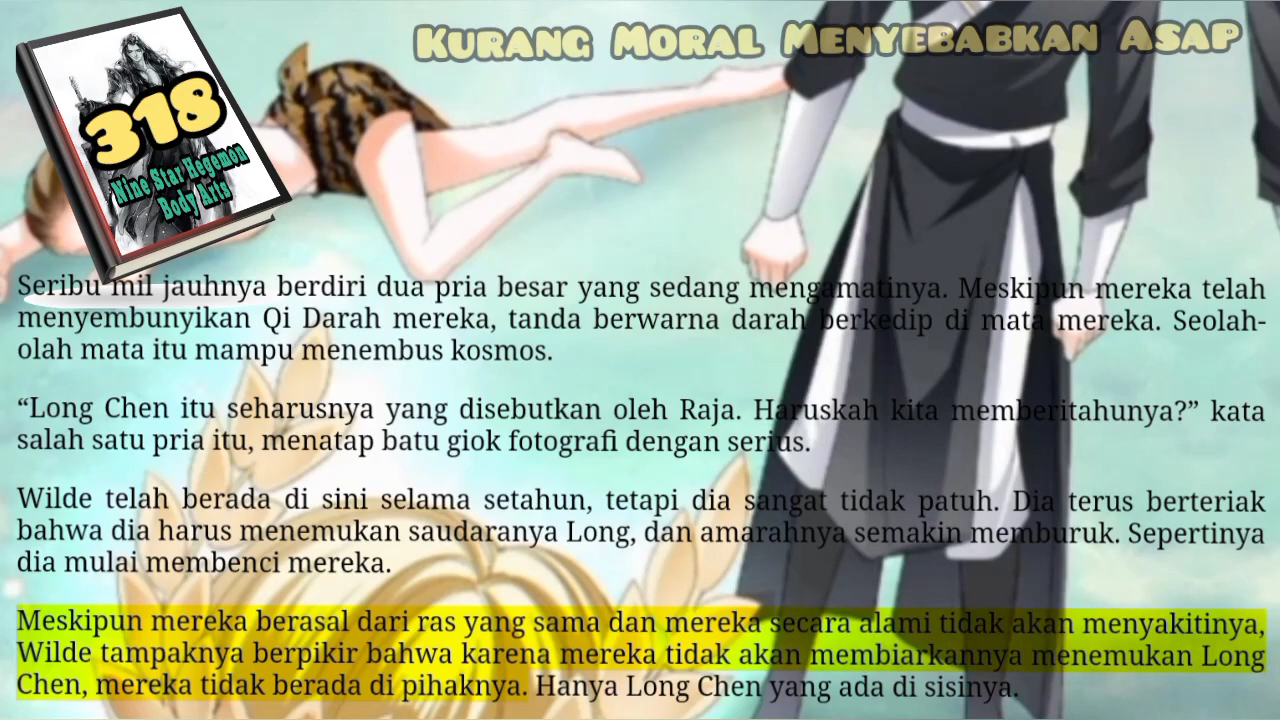 Kurang Moral Menyebabkan Asap
318
Nine Star Hegemon
Body Arts
Seribu mil jauhnya berdiri dua pria besar yang sedang mengamatinya. Meskipun mereka telah
menyembunyikan Qi Darah mereka, tanda berwarna darah berkedip di mata mereka. Seolah-
olah mata itu mampu menembus kosmos.
“Long Chen itu seharusnya yang disebutkan oleh Raja. Haruskah kita memberitahunya?” kata
salah satu pria itu, menatap batu giok fotografi dengan serius.
Wilde telah berada di sini selama setahun, tetapi dia sangat tidak patuh. Dia terus berteriak
bahwa dia harus menemukan saudaranya Long, dan amarahnya semakin memburuk. Sepertinya
dia mulai membenci mereka.
Meskipun mereka berasal dari ras yang sama dan mereka secara alami tidak akan menyakitinya,
Wilde tampaknya berpikir bahwa karena mereka tidak akan membiarkannya menemukan Long
Chen, mereka tidak berada di pihaknya. Hanya Long Chen yang ada di sisinya.